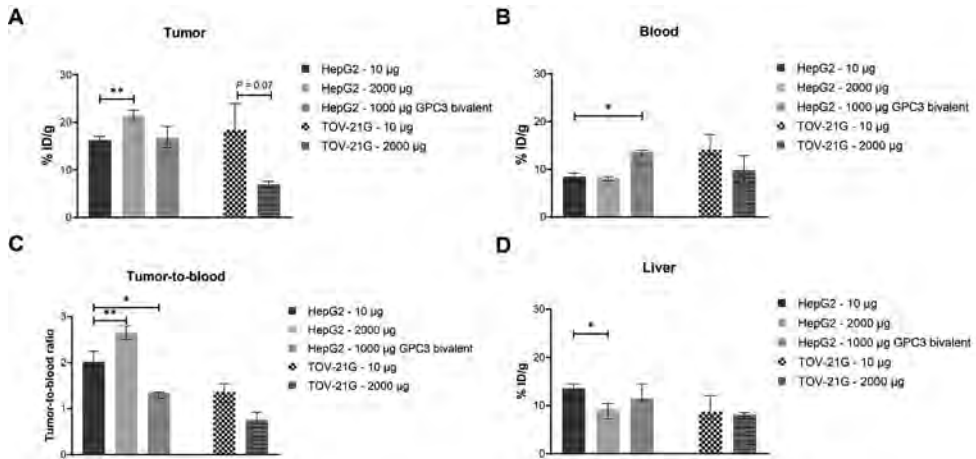 A
Tumor
% ID/g
30
20
10
0
**
P = 0.07
HepG2 - 10 µg
HepG2 - 2000 µg
HepG2 - 1000 µg GPC3 bivalent
TOV-21G - 10 µg
TOV-21G - 2000 µg
B
Blood
% ID/g
30
20
10
0
*
HepG2 - 10 µg
HepG2 - 2000 µg
HepG2 - 1000 µg GPC3 bivalent
TOV-21G - 10 µg
TOV-21G - 2000 µg
C
Tumor-to-blood
Tumor-to-blood ratio
3
2
1
0
*
**
HepG2 - 10 µg
HepG2 - 2000 µg
HepG2 - 1000 µg GPC3 bivalent
TOV-21G - 10 µg
TOV-21G - 2000 µg
D
Liver
% ID/g
30
20
10
0
*
HepG2 - 10 µg
HepG2 - 2000 µg
HepG2 - 1000 µg GPC3 bivalent
TOV-21G - 10 µg
TOV-21G - 2000 µg